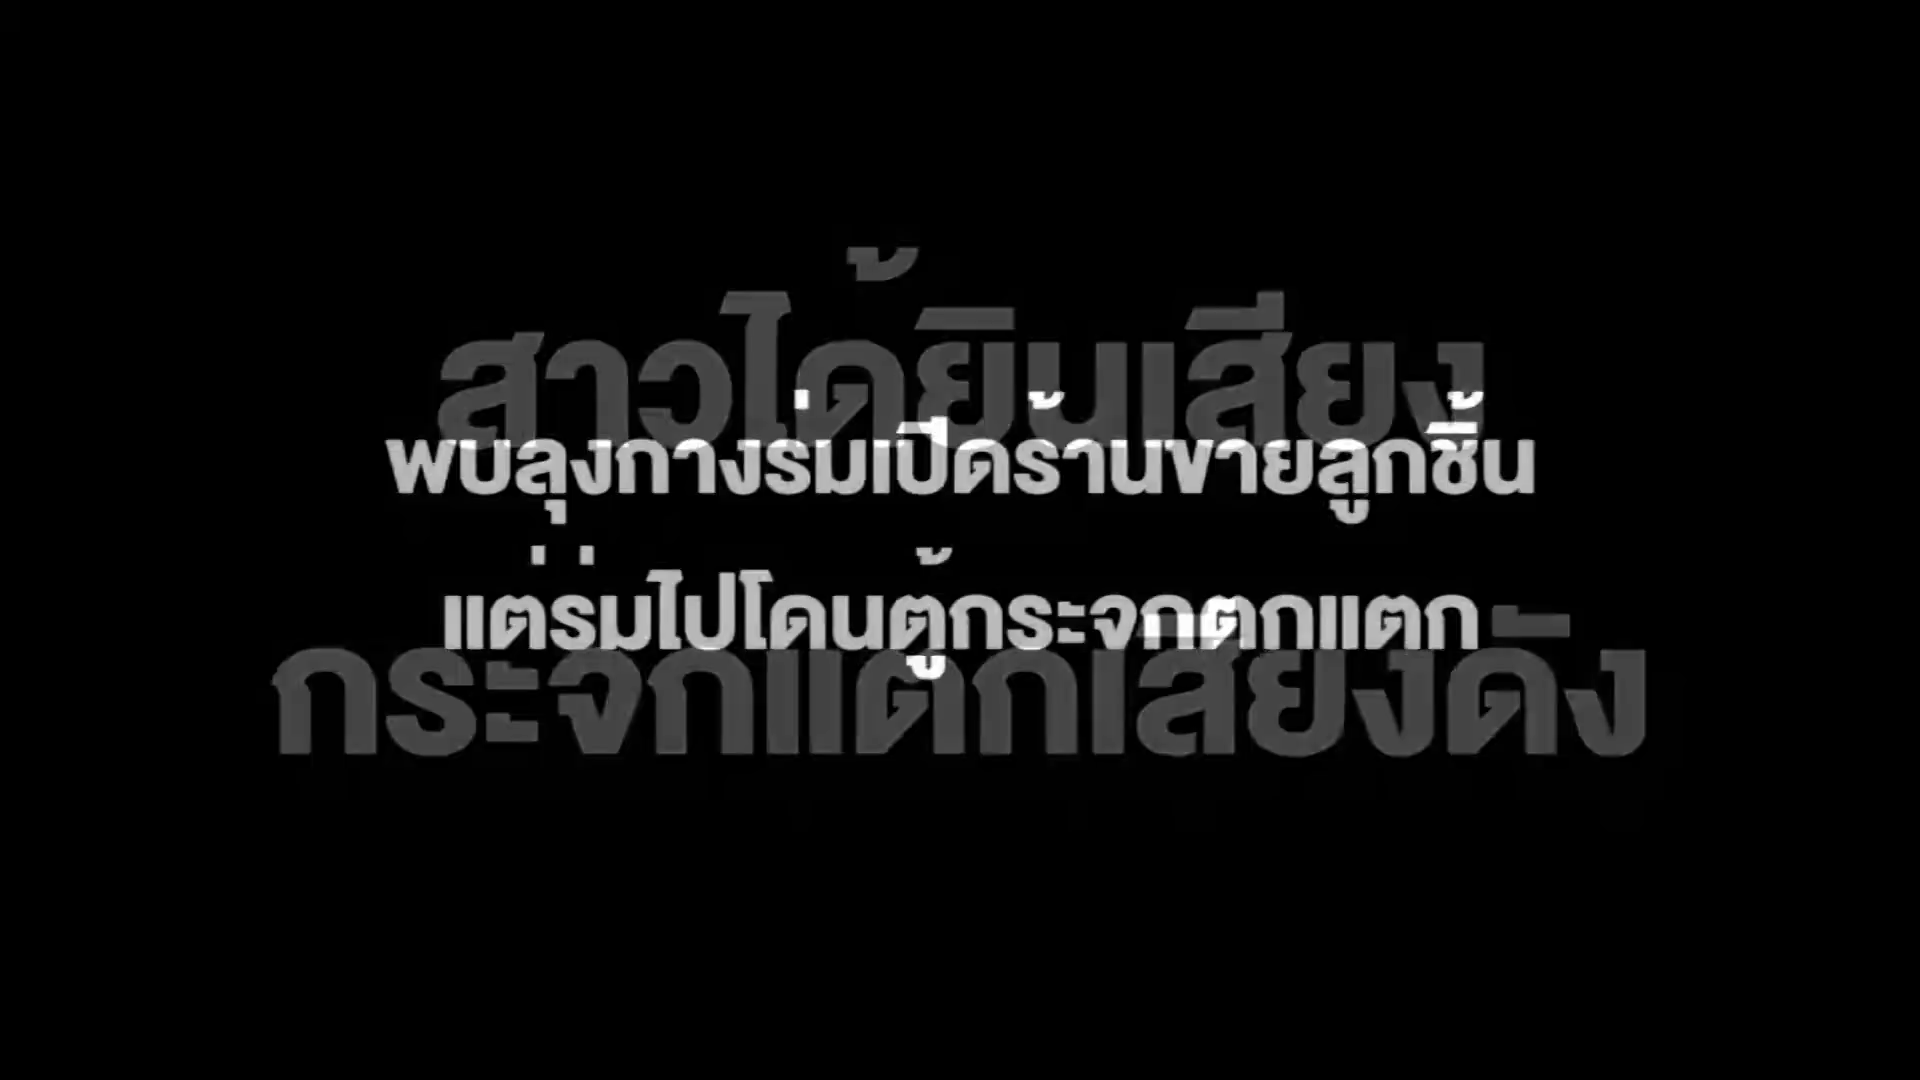 สาวได้ยินเสียง
พบลุงกางร่มเปิดร้านขายลูกชิ้น
แต่ร่มไปโดนตู้กระจกตกแตก
กระจกแตกเสียงดัง